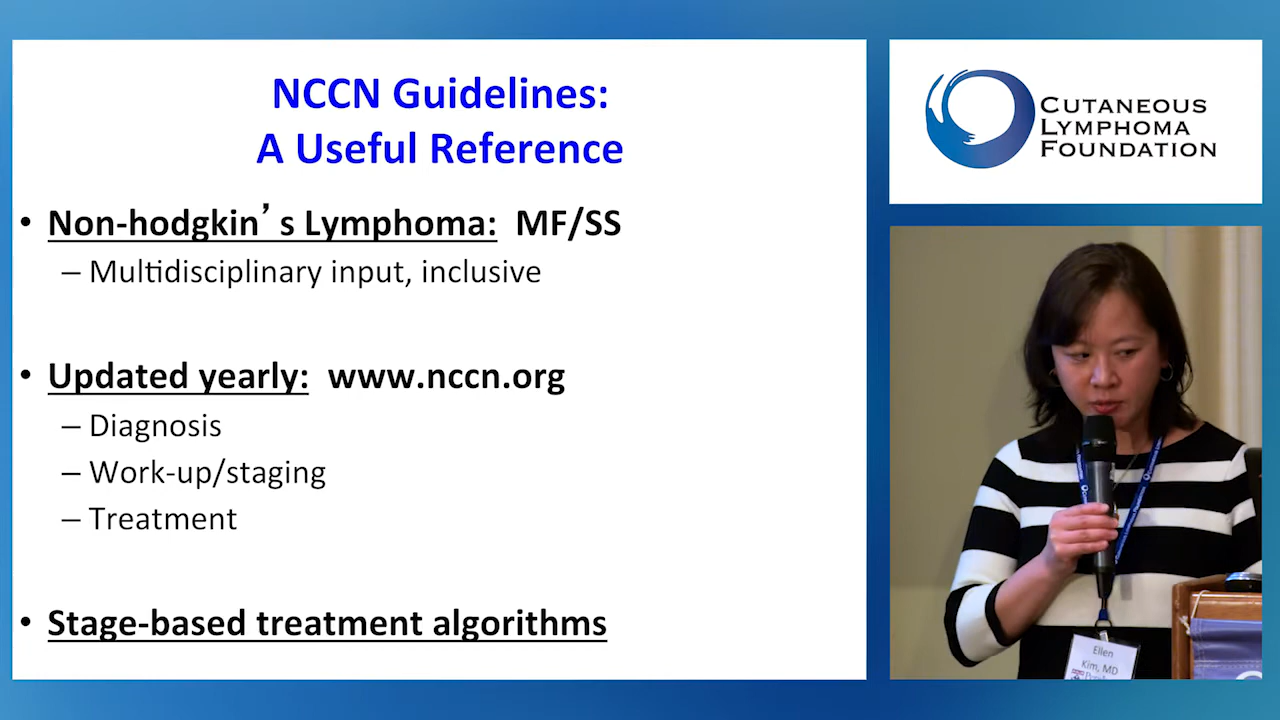 NCCN Guidelines:
A Useful Reference
• Non-hodgkin’s Lymphoma: MF/SS
– Multidisciplinary input, inclusive
• Updated yearly: www.nccn.org
– Diagnosis
– Work-up/staging
– Treatment
• Stage-based treatment algorithms
CUTANEOUS
LYMPHOMA
FOUNDATION
Ellen
Kim, MD